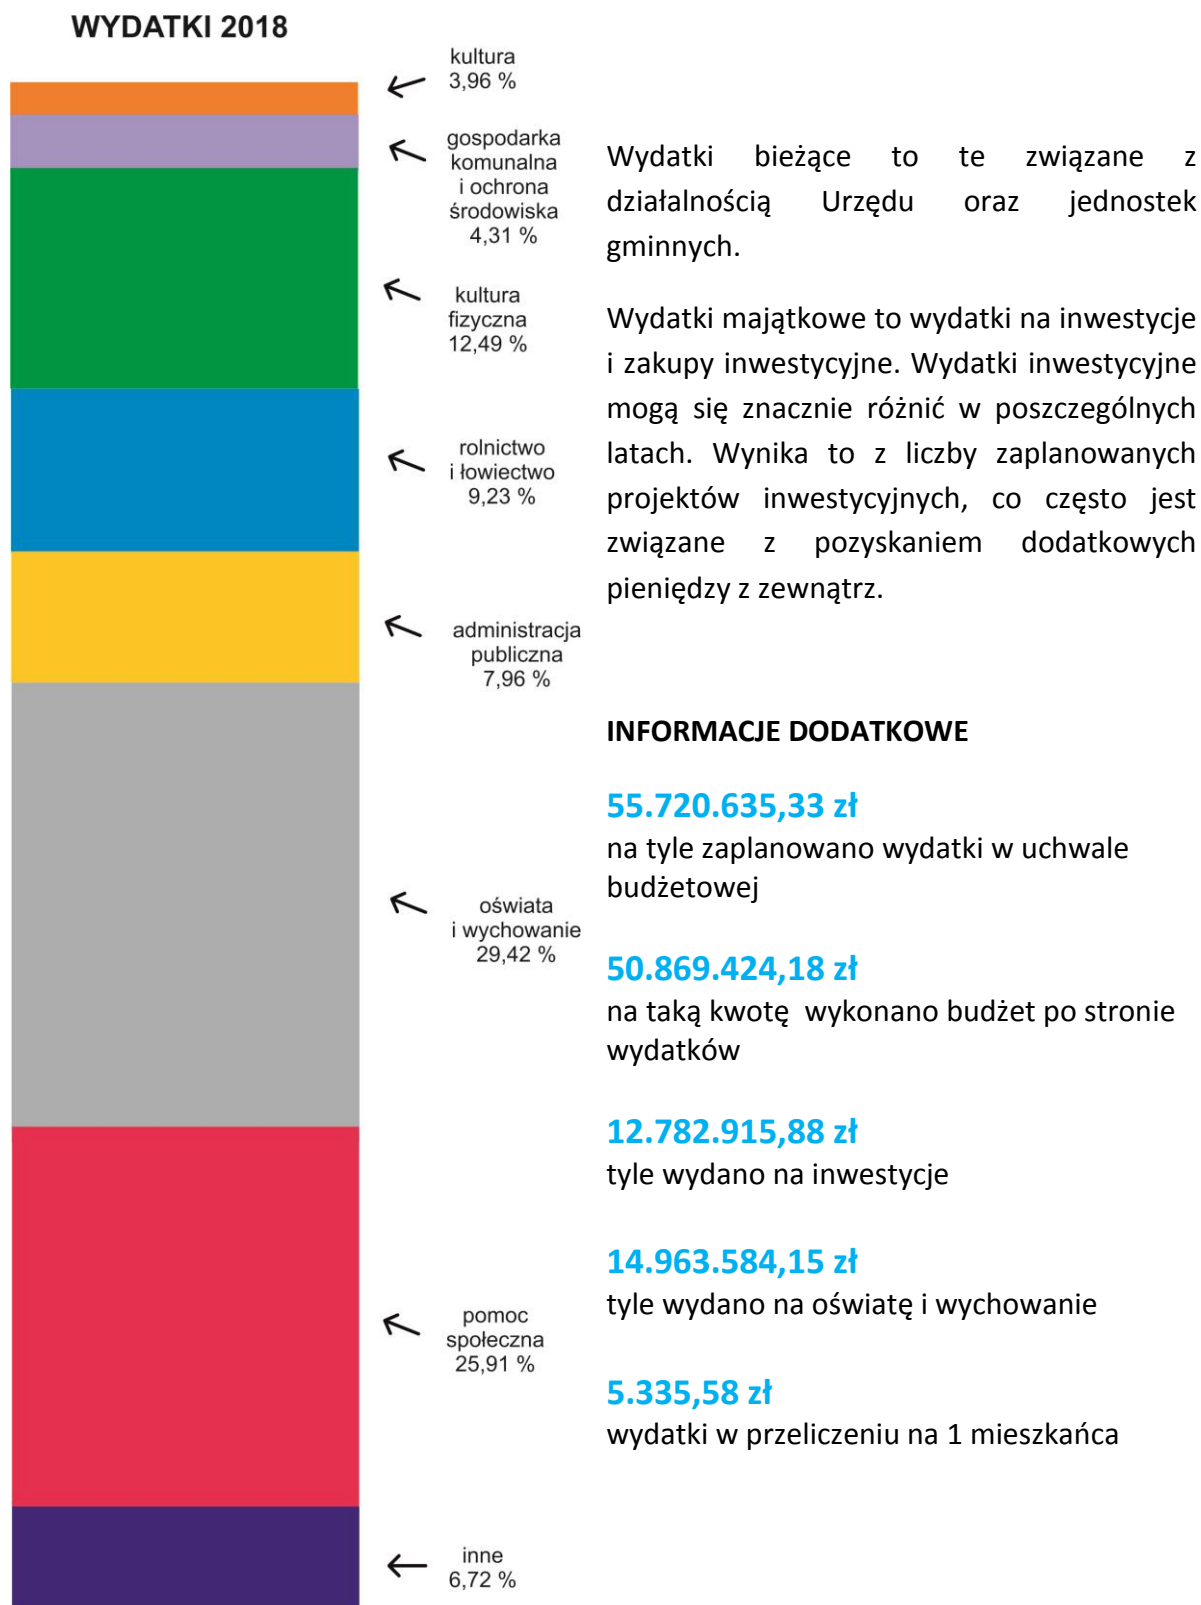 WYDATKI 2018
kultura
3,96 %
gospodarka
komunalna
i ochrona
środowiska
4,31 %
kultura
fizyczna
12,49 %
rolnictwo
i łowiectwo
9,23 %
administracja
publiczna
7,96 %
oświata
i wychowanie
29,42 %
pomoc
społeczna
25,91 %
inne
6,72 %
Wydatki bieżące to te związane z
działalnością Urzędu oraz jednostek
gminnych.
Wydatki majątkowe to wydatki na inwestycje
i zakupy inwestycyjne. Wydatki inwestycyjne
mogą się znacznie różnić w poszczególnych
latach. Wynika to z liczby zaplanowanych
projektów inwestycyjnych, co często jest
związane z pozyskaniem dodatkowych
pieniędzy z zewnątrz.
INFORMACJE DODATKOWE
55.720.635,33 zł
na tyle zaplanowano wydatki w uchwale
budżetowej
50.869.424,18 zł
na taką kwotę wykonano budżet po stronie
wydatków
12.782.915,88 zł
tyle wydano na inwestycje
14.963.584,15 zł
tyle wydano na oświatę i wychowanie
5.335,58 zł
wydatki w przeliczeniu na 1 mieszkańca